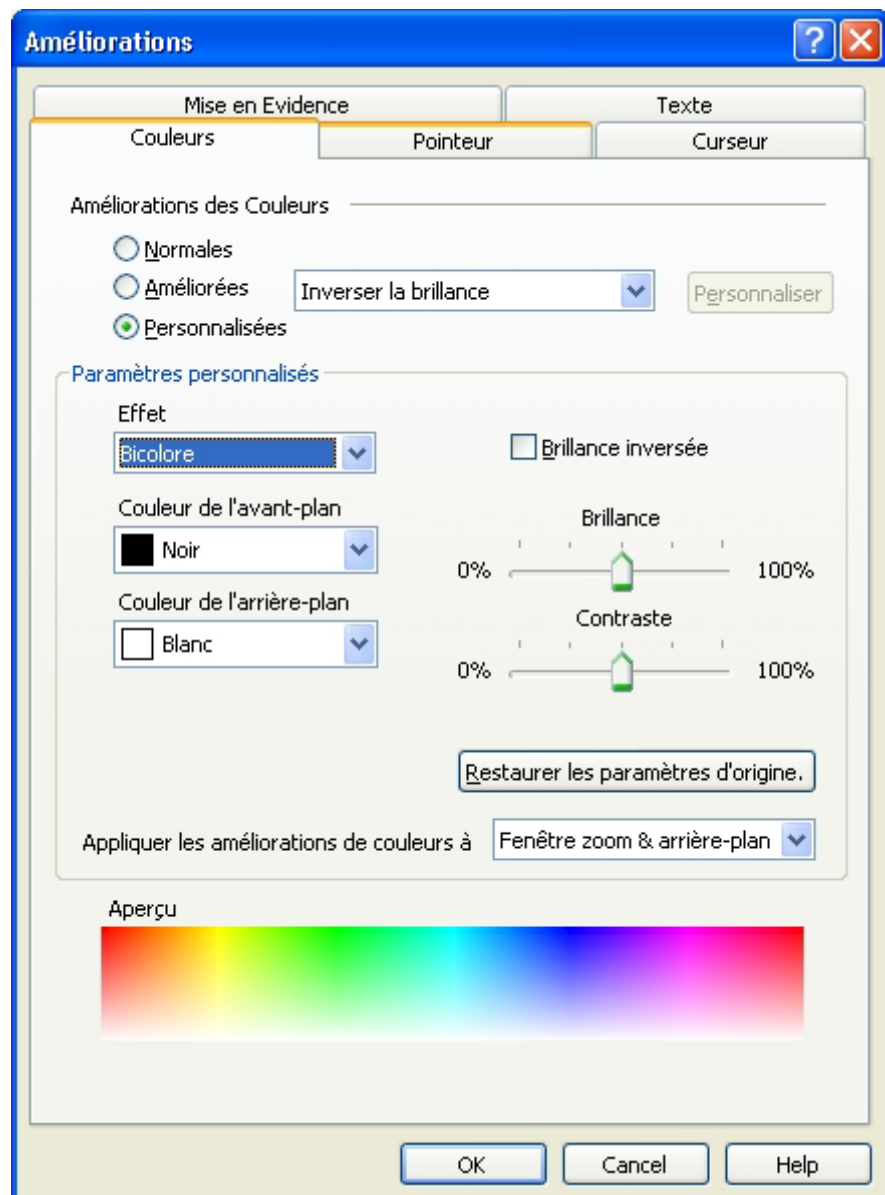 Améliorations
Mise en Evidence
Texte
Couleurs
Pointeur
Curseur
Améliorations des Couleurs
Normales
Améliorées
Inverser la brillance
Personnaliser
Personnalisées
Paramètres personnalisés
Effet
Bicolore
Brillance inversée
Couleur de l'avant-plan
Noir
Brillance
0%
100%
Couleur de l'arrière-plan
Blanc
Contraste
0%
100%
Restaurer les paramètres d'origine.
Appliquer les améliorations de couleurs à
Fenêtre zoom & arrière-plan
Aperçu
OK
Cancel
Help